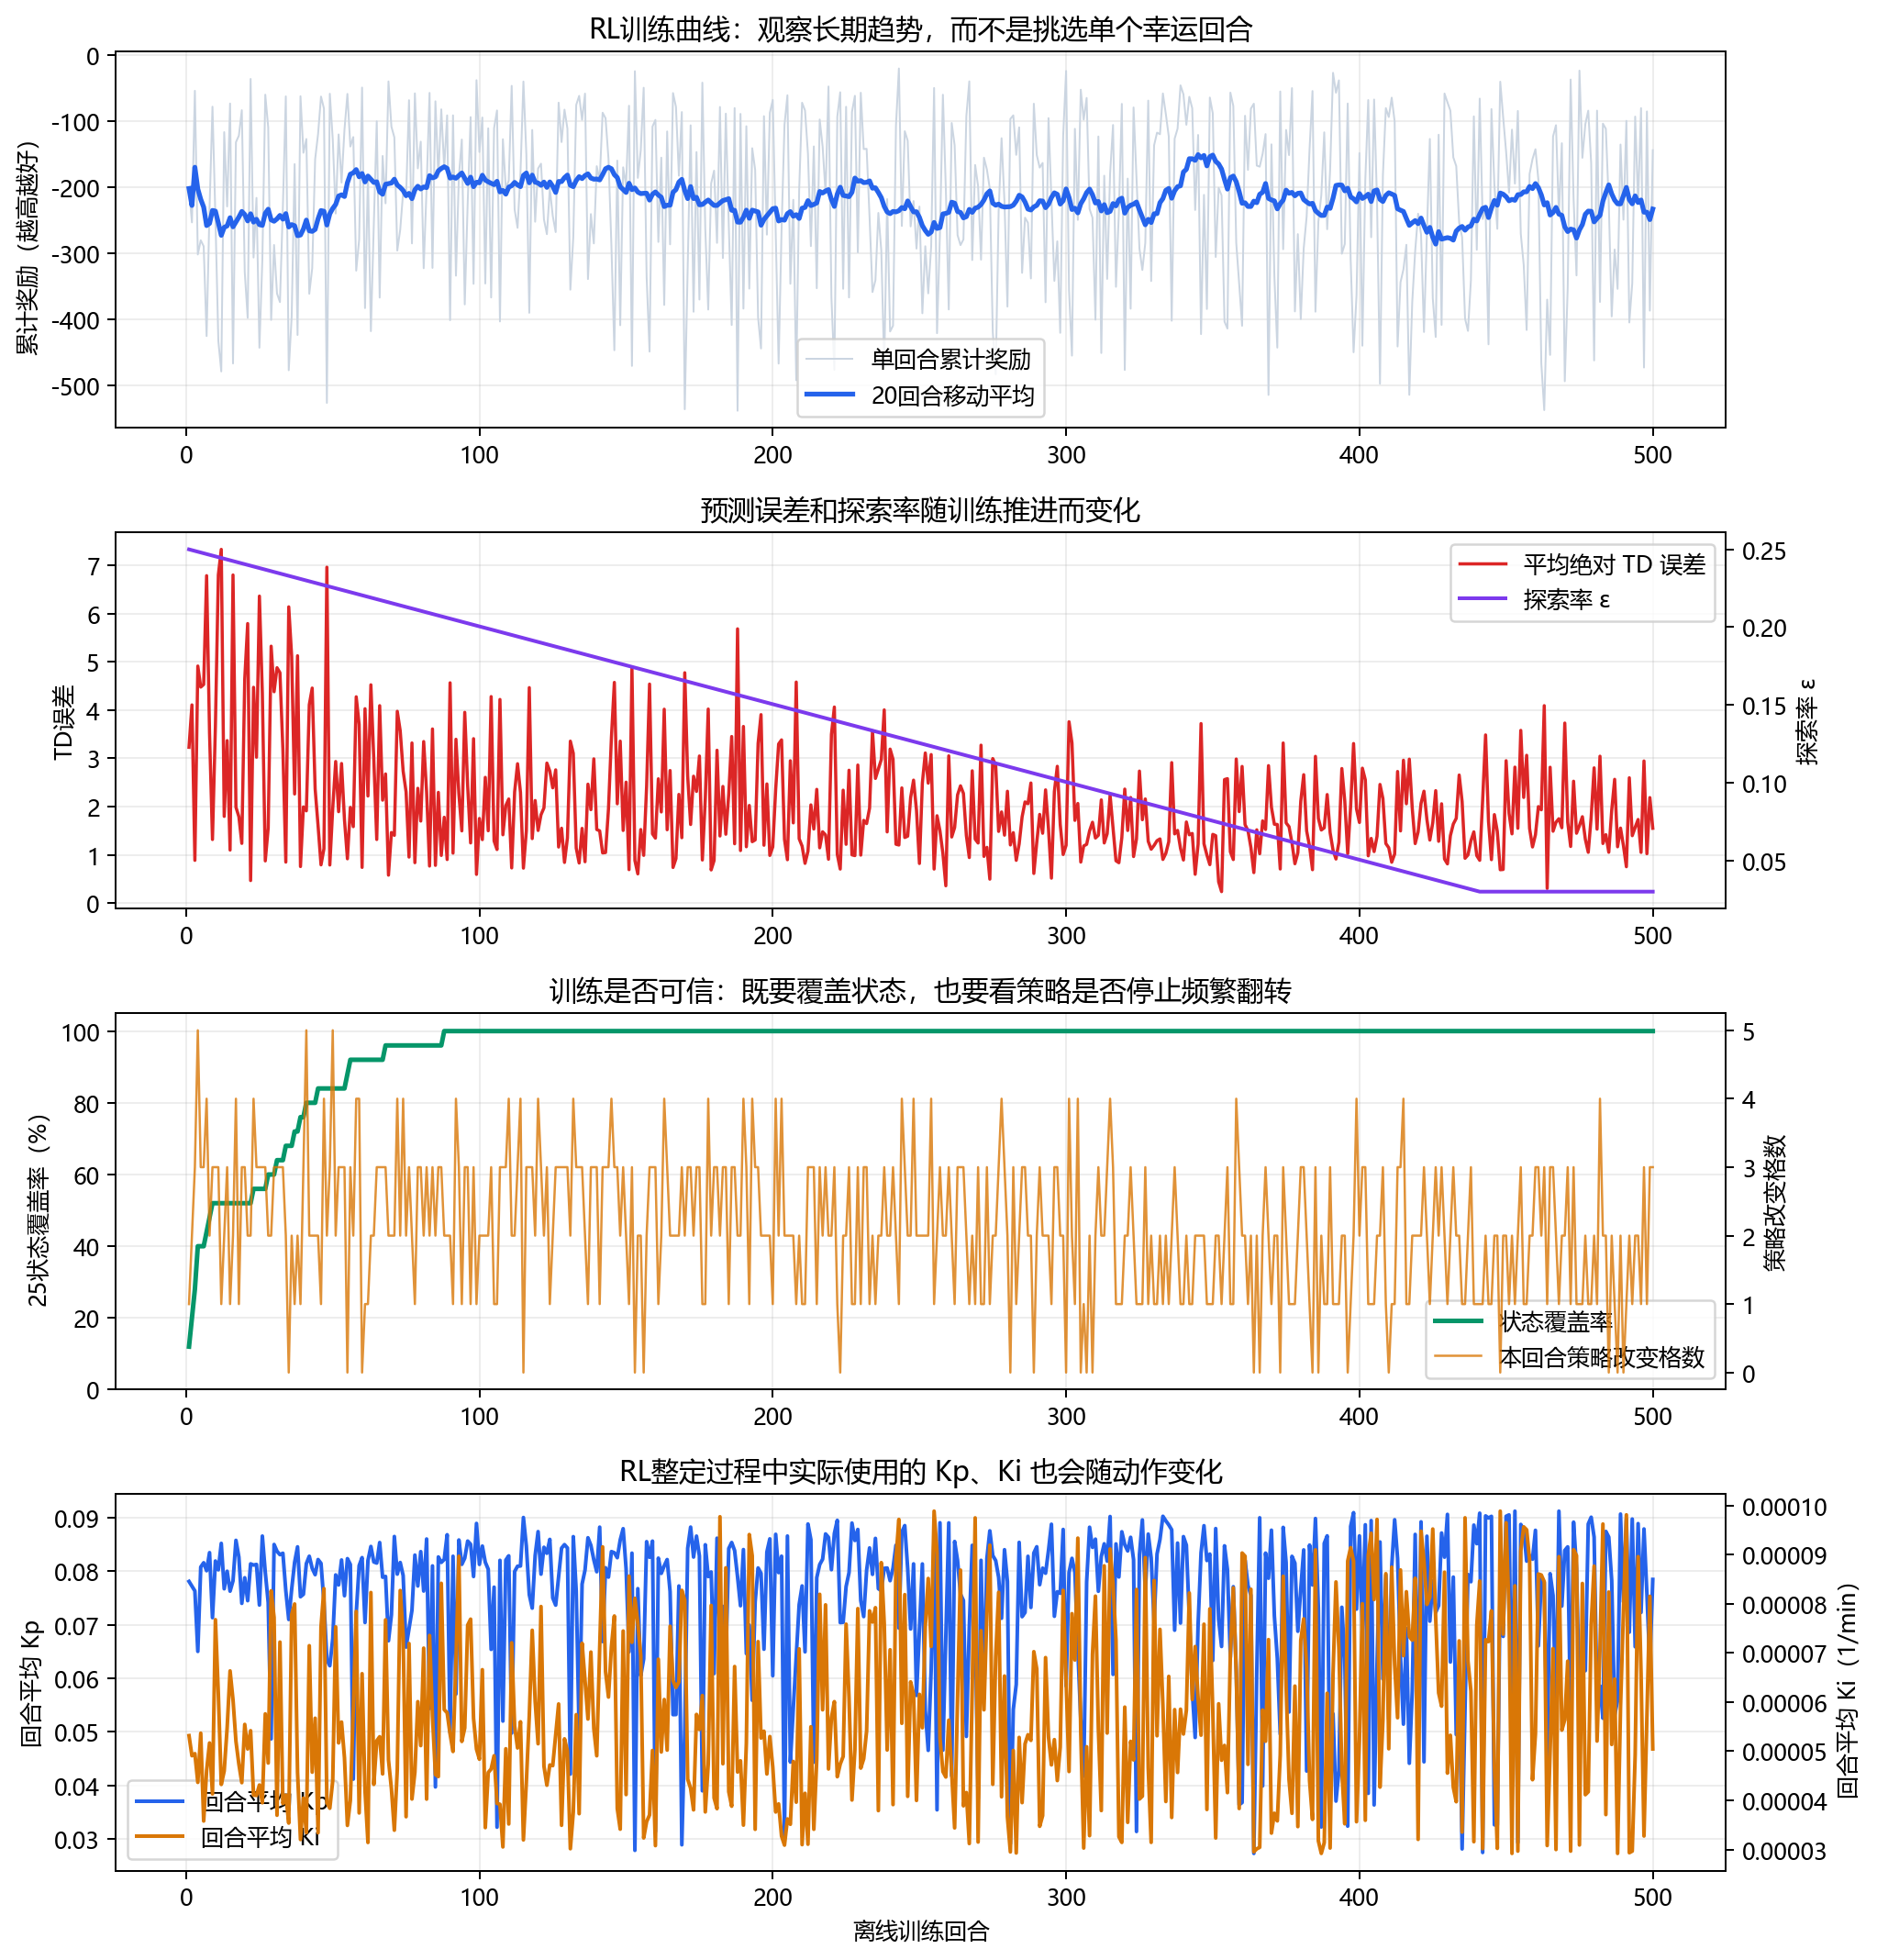 RL训练曲线：观察长期趋势，而不是挑选单个幸运回合
累计奖励（越高越好）
0
-100
-200
-300
-400
-500
单回合累计奖励
20回合移动平均
0 100 200 300 400 500
预测误差和探索率随训练推进而变化
TD误差
7
6
5
4
3
2
1
0
平均绝对 TD 误差
探索率 ε
0.25
0.20
0.15
0.10
0.05
探索率 ε
0 100 200 300 400 500
训练是否可信：既要覆盖状态，也要看策略是否停止频繁翻转
25状态覆盖率（%）
100
80
60
40
20
0
状态覆盖率
本回合策略改变格数
5
4
3
2
1
0
策略改变格数
0 100 200 300 400 500
RL整定过程中实际使用的 Kp、Ki 也会随动作变化
回合平均 Kp
0.09
0.08
0.07
0.06
0.05
0.04
0.03
回合平均 Kp
回合平均 Ki
0.00010
0.00009
0.00008
0.00007
0.00006
0.00005
0.00004
0.00003
回合平均 Ki（1/min）
0 100 200 300 400 500
离线训练回合